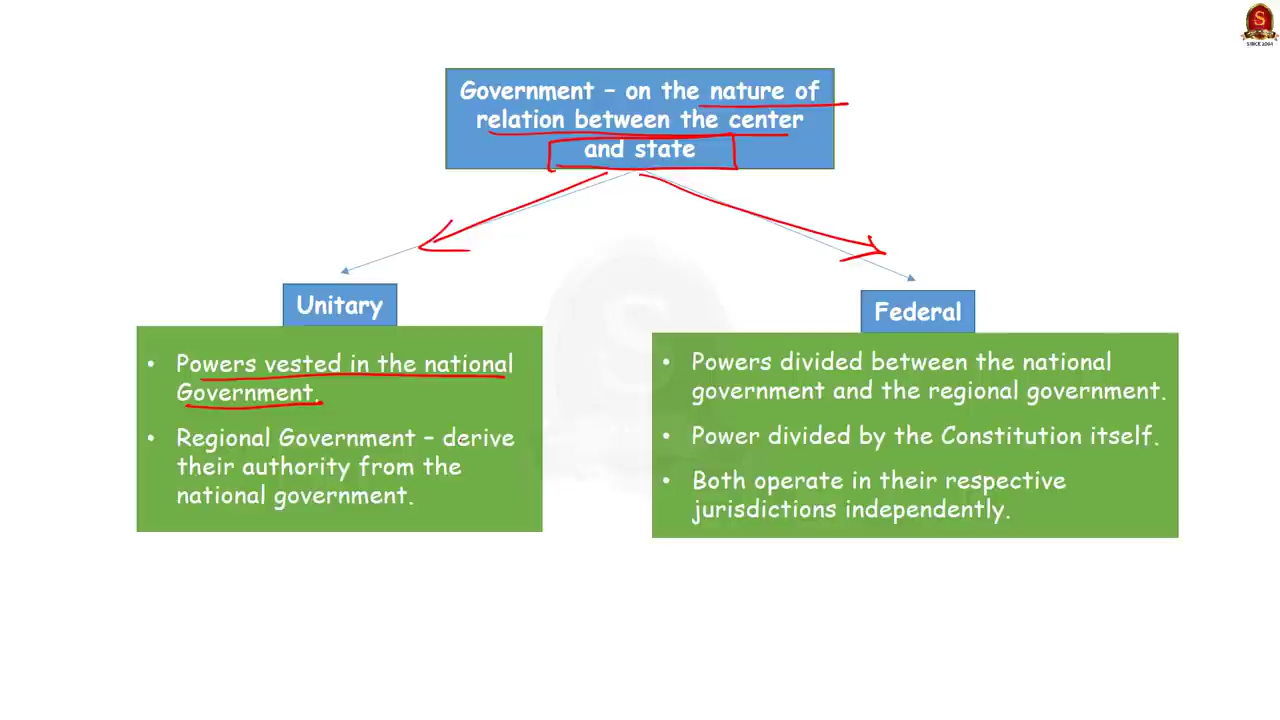 S
SINCE 2004
Government – on the nature of
relation between the center
and state
Unitary
• Powers vested in the national
Government.
• Regional Government – derive
their authority from the
national government.
Federal
• Powers divided between the national
government and the regional government.
• Power divided by the Constitution itself.
• Both operate in their respective
jurisdictions independently.